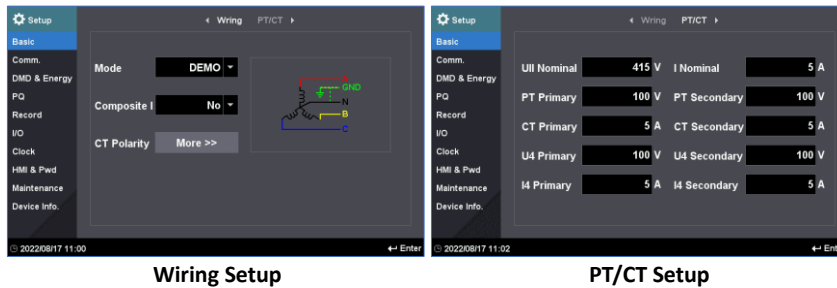 Setup
Wiring PT/CT
Basic
Comm.
DMD & Energy
PQ
Record
I/O
Clock
HMI & Pwd
Maintenance
Device Info.
Mode DEMO
Composite I No
CT Polarity More >>
A
GND
N
B
C
2022/08/17 11:00 Enter
Setup
Wiring PT/CT
Basic
Comm.
DMD & Energy
PQ
Record
I/O
Clock
HMI & Pwd
Maintenance
Device Info.
Ull Nominal 415 V I Nominal 5 A
PT Primary 100 V PT Secondary 100 V
CT Primary 5 A CT Secondary 5 A
U4 Primary 100 V U4 Secondary 100 V
I4 Primary 5 A I4 Secondary 5 A
2022/08/17 11:02 Ent
Wiring Setup
PT/CT Setup